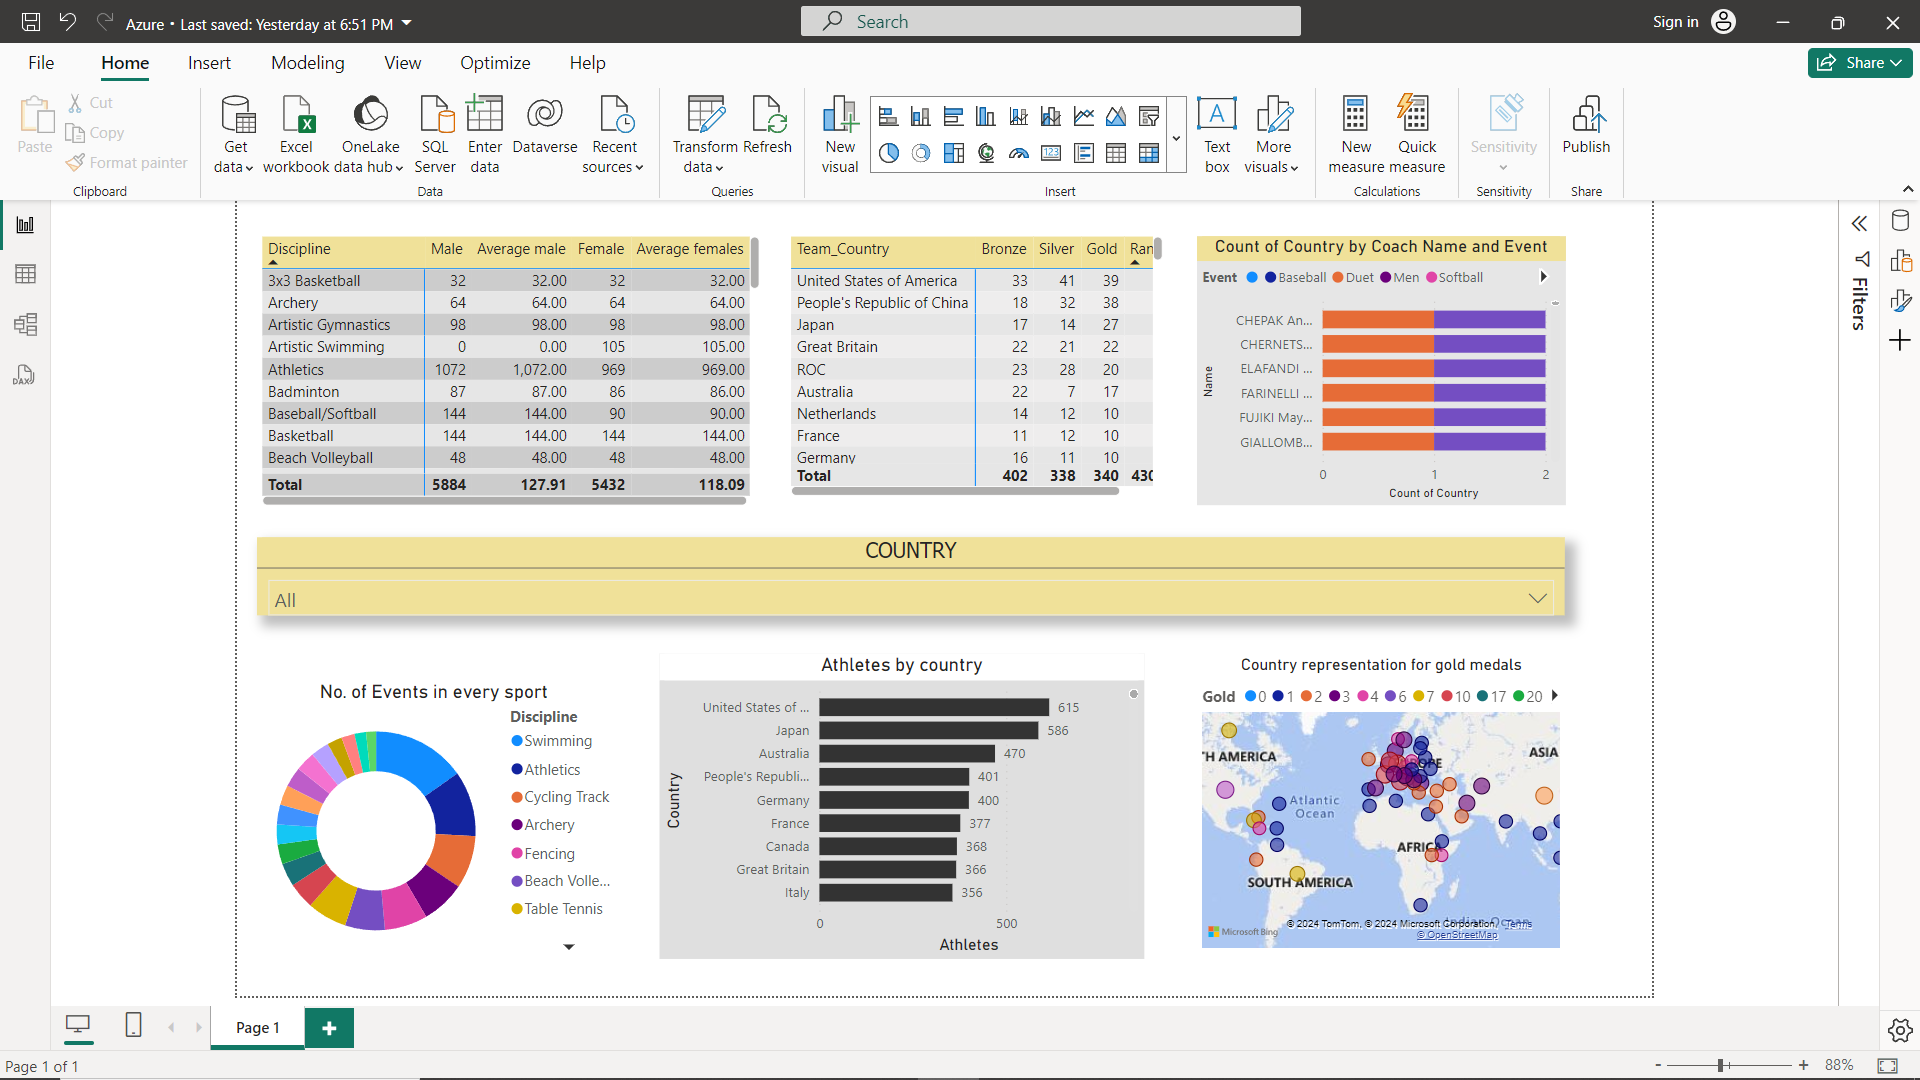 Azure • Last saved: Yesterday at 6:51 PM
Search
Sign in
File Home Insert Modeling View Optimize Help
Share
Paste
Cut
Copy
Format painter
Clipboard
Get data
Excel workbook
OneLake data hub
SQL Server
Enter data
Dataverse
Recent sources
Data
Transform data
Refresh
Queries
New visual
123
A
Text box
More visuals
Insert
New measure
Quick measure
Calculations
Sensitivity
Sensitivity
Publish
Share
DAX
Discipline Male Average male Female Average females
3x3 Basketball 32 32.00 32 32.00
Archery 64 64.00 64 64.00
Artistic Gymnastics 98 98.00 98 98.00
Artistic Swimming 0 0.00 105 105.00
Athletics 1072 1,072.00 969 969.00
Badminton 87 87.00 86 86.00
Baseball/Softball 144 144.00 90 90.00
Basketball 144 144.00 144 144.00
Beach Volleyball 48 48.00 48 48.00
Total 5884 127.91 5432 118.09
Team_Country Bronze Silver Gold Ran
United States of America 33 41 39
People's Republic of China 18 32 38
Japan 17 14 27
Great Britain 22 21 22
ROC 23 28 20
Australia 22 7 17
Netherlands 14 12 10
France 11 12 10
Germany 16 11 10
Total 402 338 340 430
Count of Country by Coach Name and Event
Event Baseball Duet Men Softball
Name
CHEPAK An...
CHERNETS...
ELAFANDI ...
FARINELLI ...
FUJIKI May...
GIALLOMB...
0 1 2
Count of Country
Filters
COUNTRY
All
No. of Events in every sport
Discipline
Swimming
Athletics
Cycling Track
Archery
Fencing
Beach Volle...
Table Tennis
Athletes by country
Country
United States of ... 615
Japan 586
Australia 470
People's Republi... 401
Germany 400
France 377
Canada 368
Great Britain 366
Italy 356
0 500
Athletes
Country representation for gold medals
Gold 0 1 2 3 4 6 7 10 17 20
TH AMERICA
ASIA
Atlantic
Ocean
AFRICA
SOUTH AMERICA
Indian Ocean
Microsoft Bing
© 2024 TomTom, © 2024 Microsoft Corporation, Terms
© OpenStreetMap
Page 1
Page 1 of 1
- + 88%